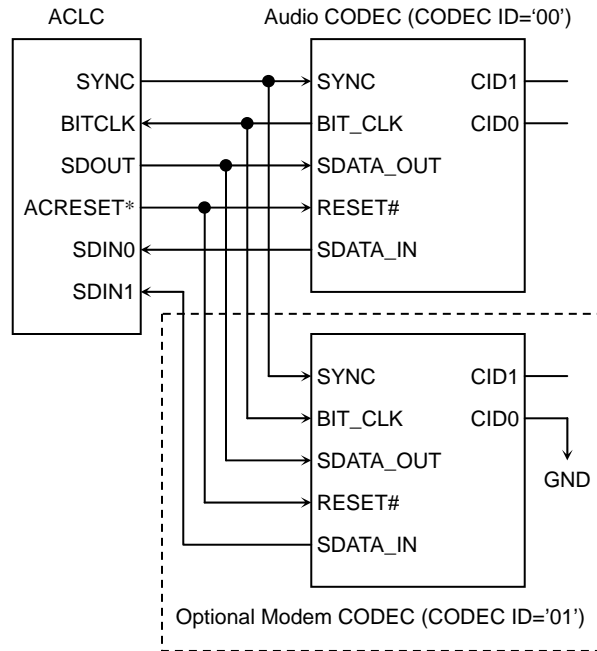 ACLC
Audio CODEC (CODEC ID=‘00’)
SYNC
BITCLK
SDOUT
ACRESET*
SDIN0
SDIN1
SYNC
CID1
BIT_CLK
CID0
SDATA_OUT
RESET#
SDATA_IN
SYNC
CID1
BIT_CLK
CID0
SDATA_OUT
GND
RESET#
SDATA_IN
Optional Modem CODEC (CODEC ID='01')